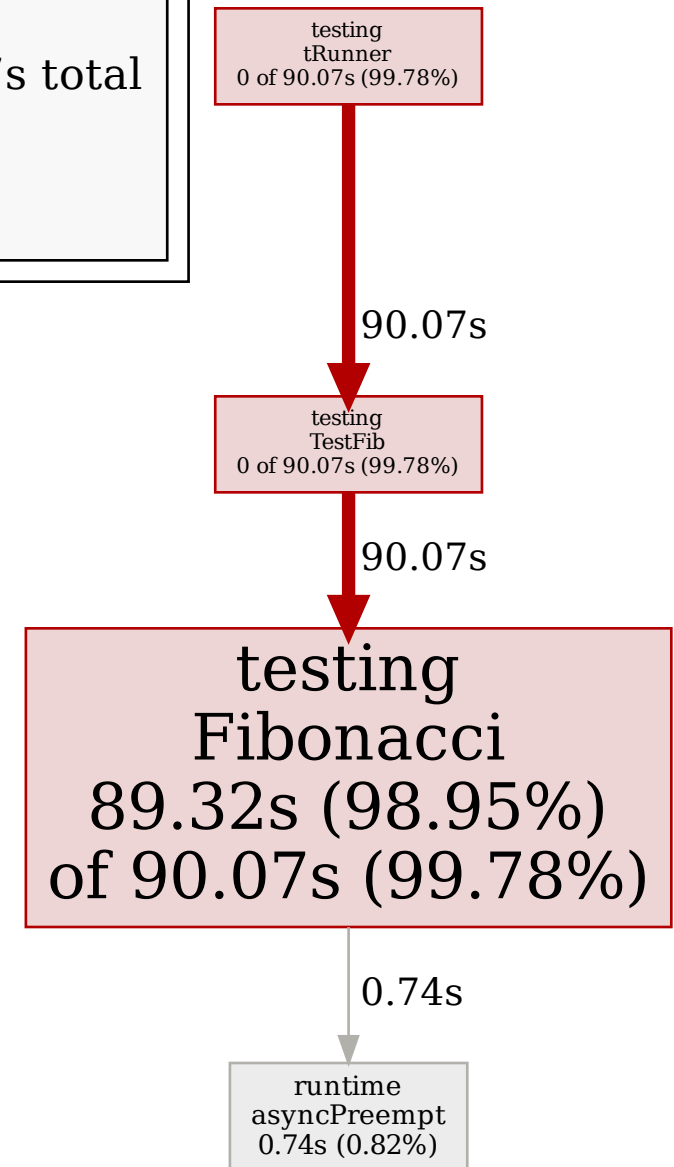 's total
testing
tRunner
0 of 90.07s (99.78%)
90.07s
testing
TestFib
0 of 90.07s (99.78%)
90.07s
testing
Fibonacci
89.32s (98.95%)
of 90.07s (99.78%)
0.74s
runtime
asyncPreempt
0.74s (0.82%)